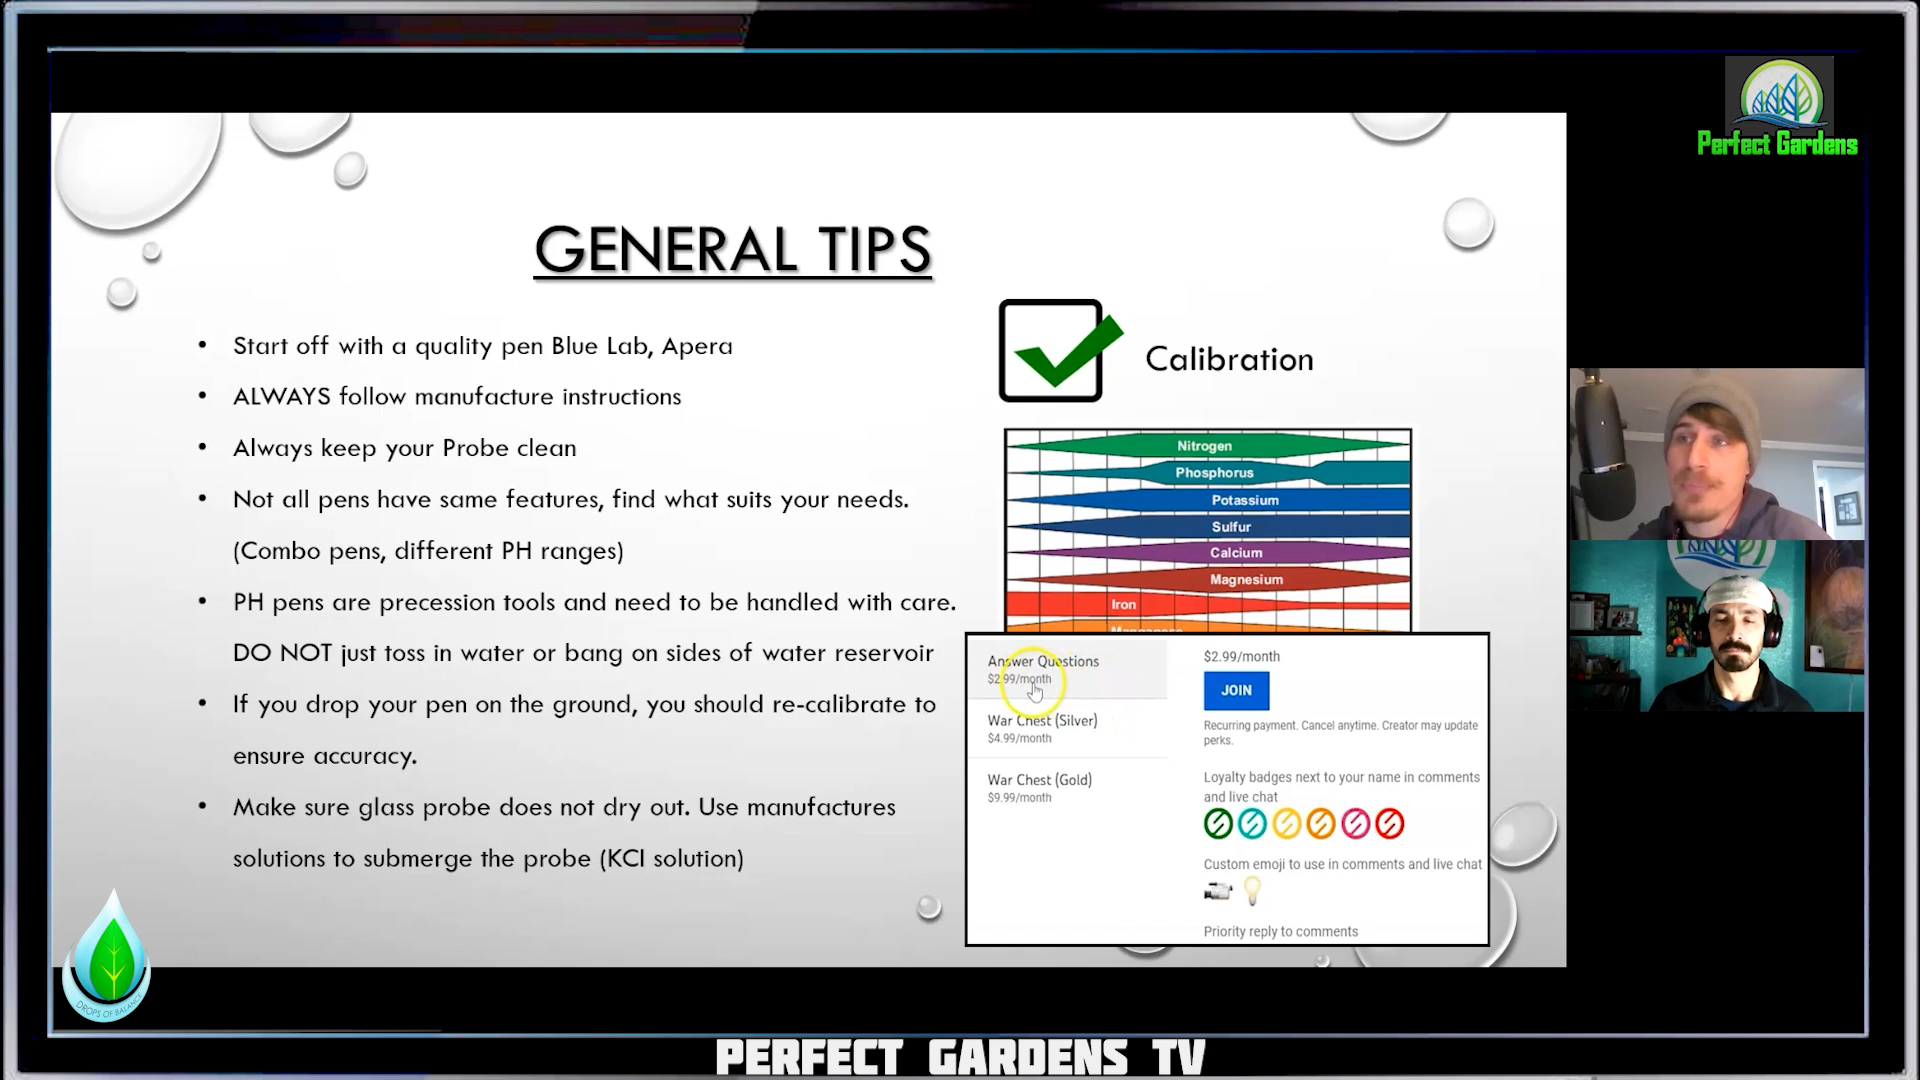 Perfect Gardens
GENERAL TIPS
• Start off with a quality pen Blue Lab, Apera
• ALWAYS follow manufacture instructions
• Always keep your Probe clean
• Not all pens have same features, find what suits your needs.
(Combo pens, different PH ranges)
• PH pens are precession tools and need to be handled with care.
DO NOT just toss in water or bang on sides of water reservoir
• If you drop your pen on the ground, you should re-calibrate to
ensure accuracy.
• Make sure glass probe does not dry out. Use manufactures
solutions to submerge the probe (KCI solution)
Calibration
Nitrogen
Phosphorus
Potassium
Sulfur
Calcium
Magnesium
Iron
Manganese
Answer Questions
$2.99/month
War Chest (Silver)
$4.99/month
War Chest (Gold)
$9.99/month
$2.99/month
JOIN
Recurring payment. Cancel anytime. Creator may update
perks.
Loyalty badges next to your name in comments
and live chat
Custom emoji to use in comments and live chat
Priority reply to comments
DROPS OF BALANCE
PERFECT GARDENS TV